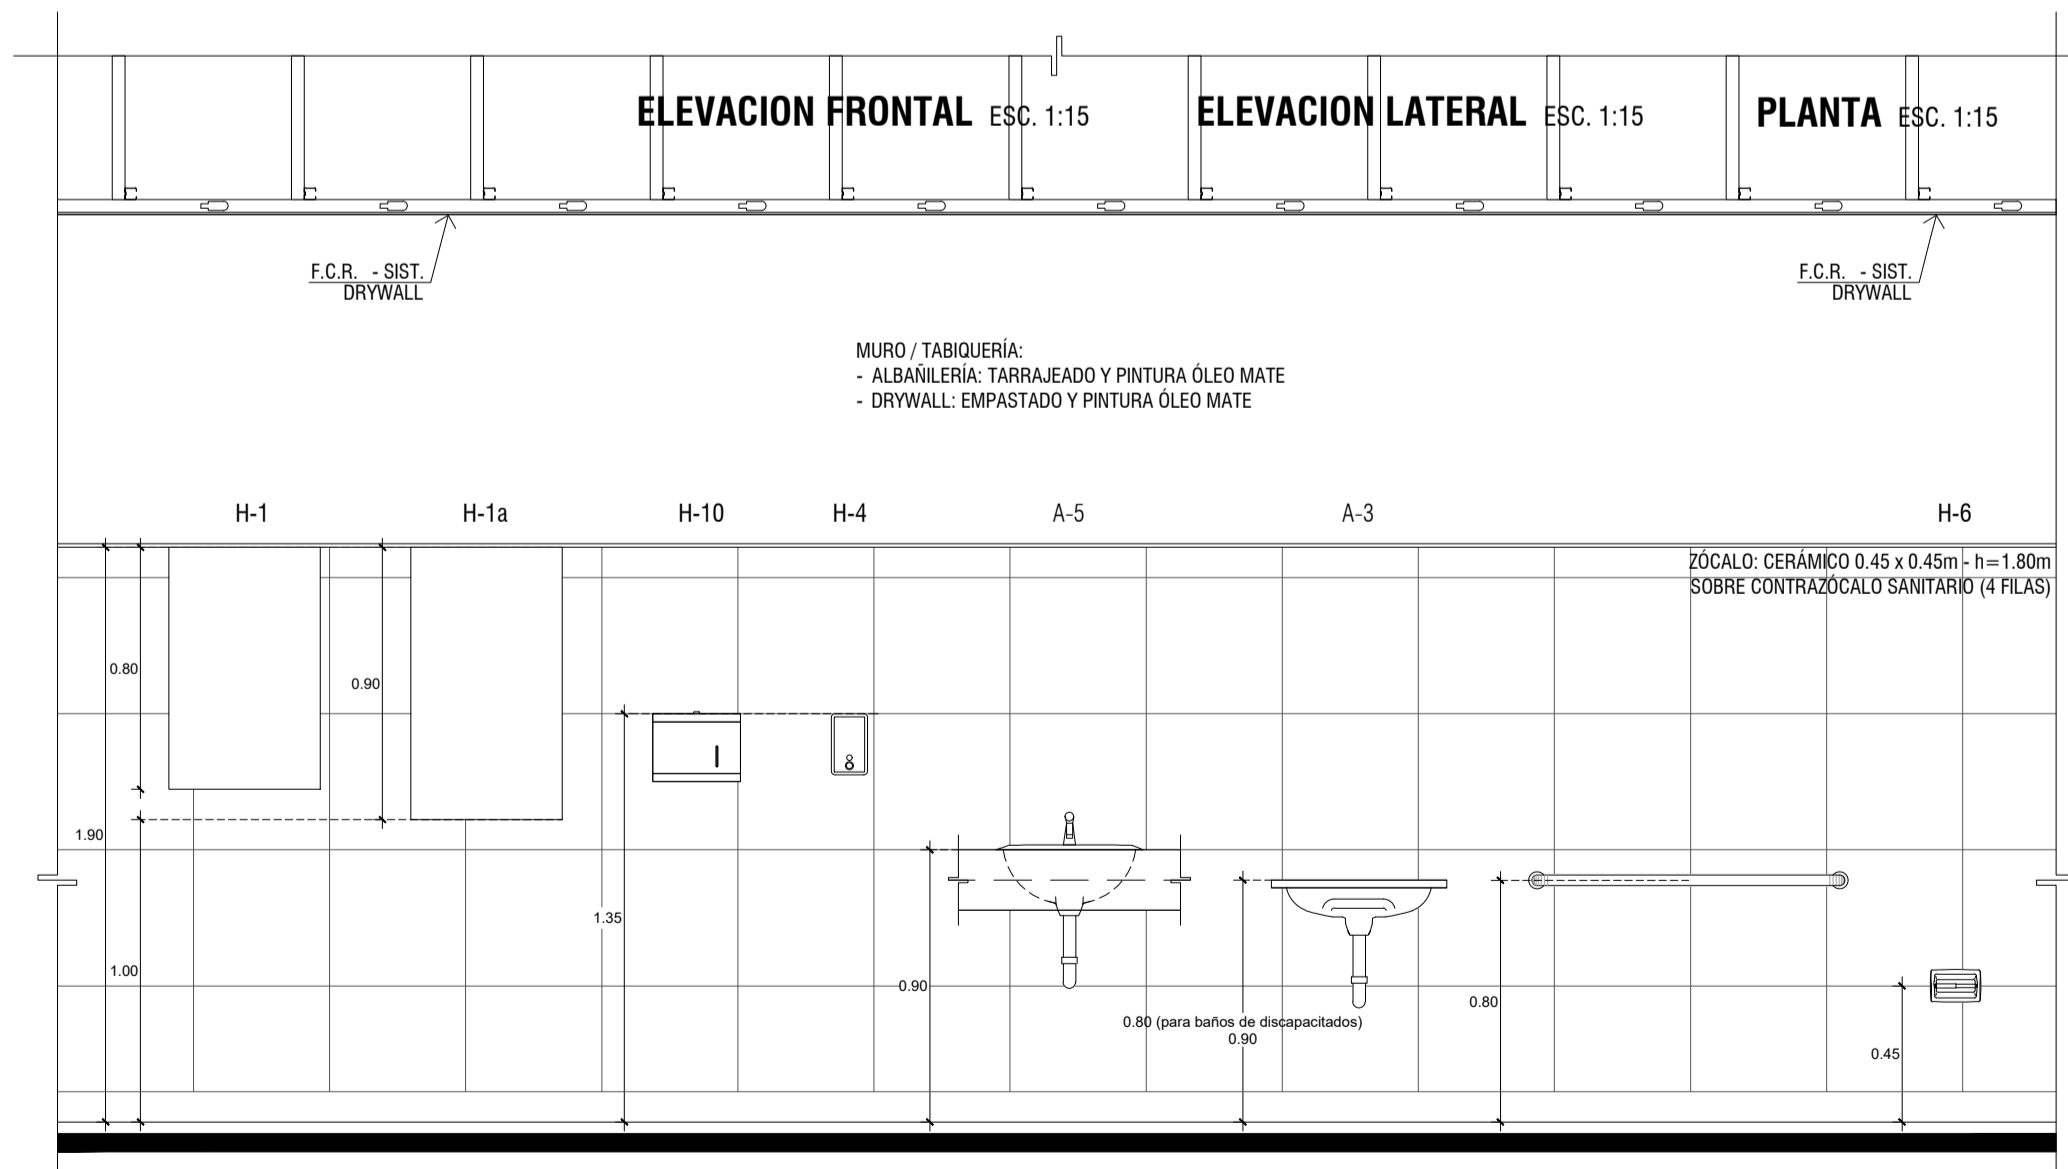 ELEVACION FRONTAL ESC. 1:15
ELEVACION LATERAL ESC. 1:15
PLANTA ESC. 1:15
F.C.R. - SIST.
DRYWALL
F.C.R. - SIST.
DRYWALL
MURO / TABIQUERÍA:
- ALBAÑILERÍA: TARRAJEADO Y PINTURA ÓLEO MATE
- DRYWALL: EMPASTADO Y PINTURA ÓLEO MATE
H-1
H-1a
H-10
H-4
A-5
A-3
H-6
ZÓCALO: CERÁMICO 0.45 x 0.45m - h=1.80m
SOBRE CONTRAZÓCALO SANITARIO (4 FILAS)
0.80
0.90
1.90
1.35
1.00
0.90
0.80
0.80 (para baños de discapacitados)
0.90
0.45